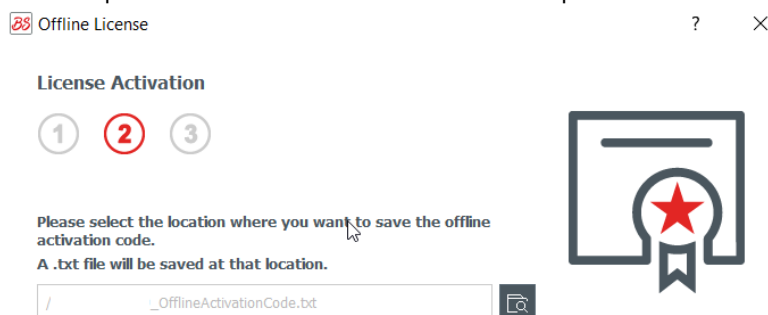 BS Offline License ?
License Activation
1 2 3
Please select the location where you want to save the offline
activation code.
A .txt file will be saved at that location.
/ _OfflineActivationCode.txt